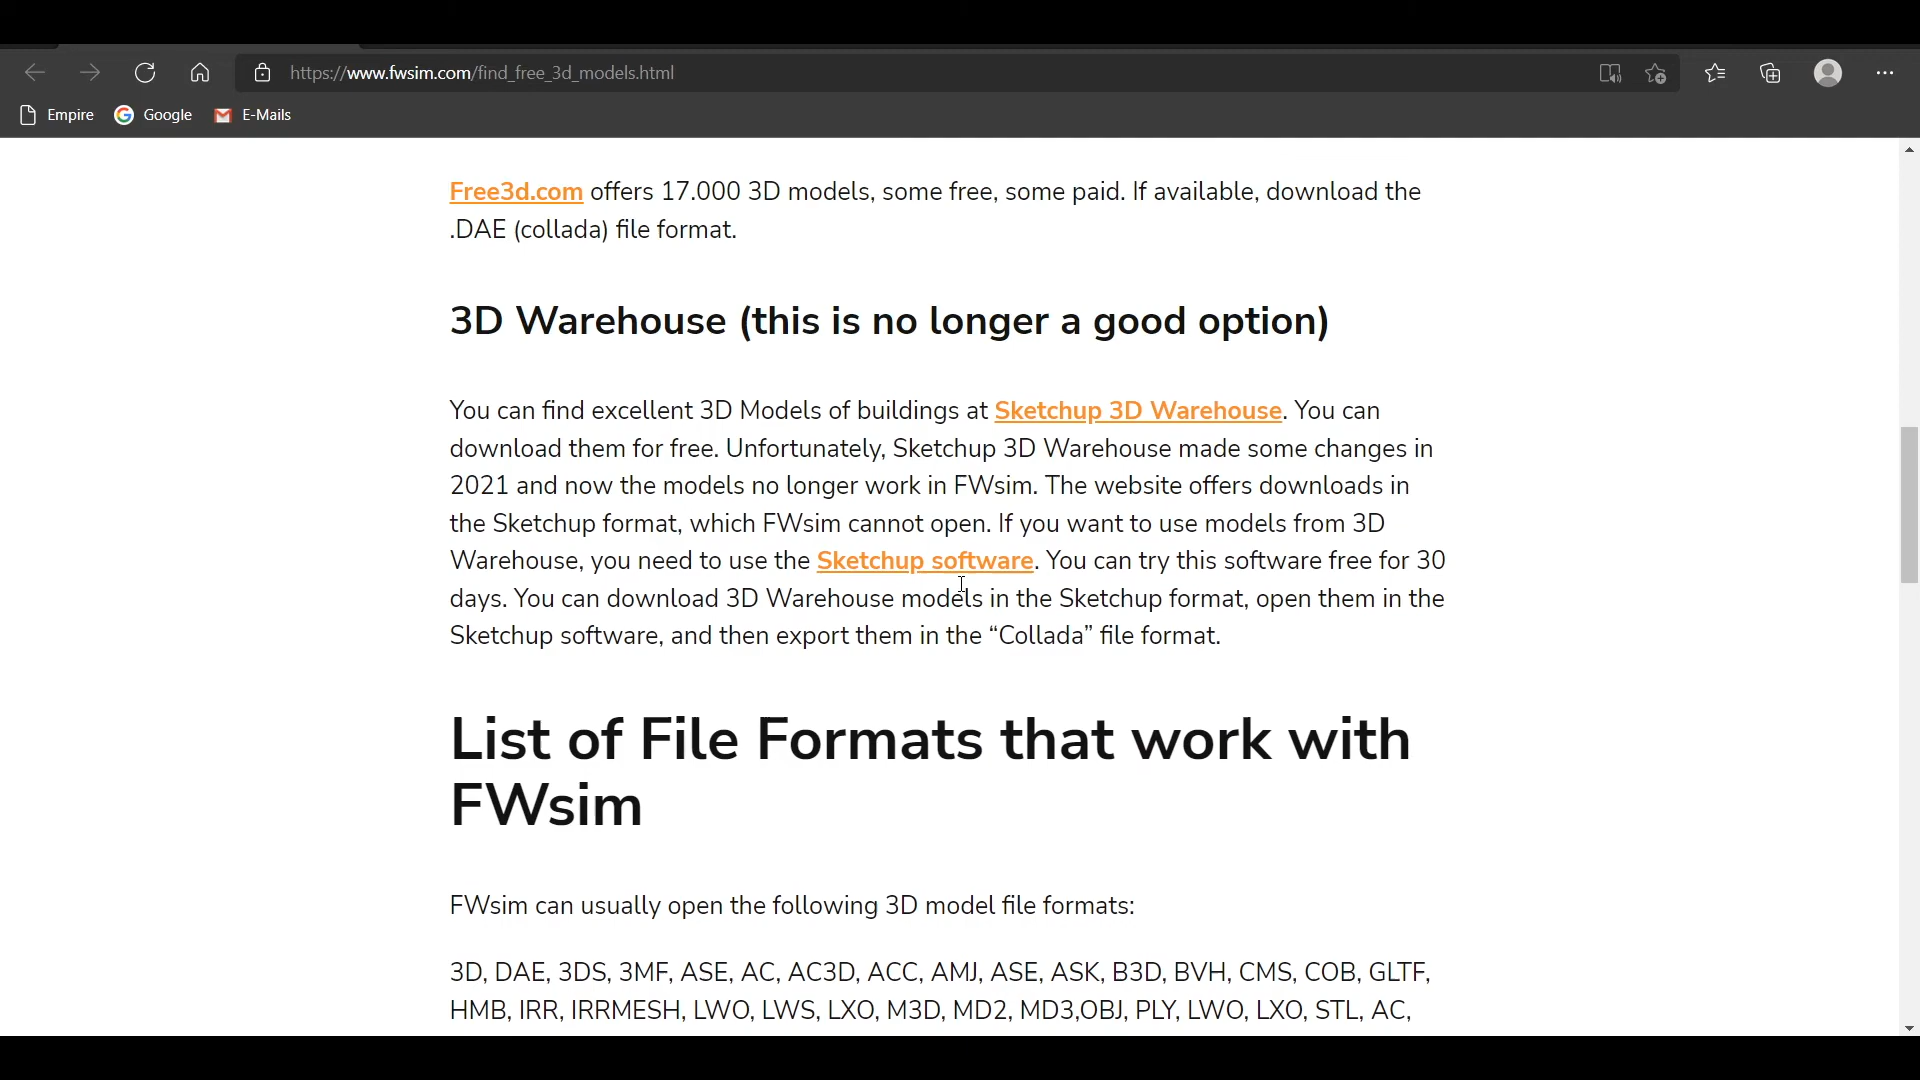 https://www.fwsim.com/find_free_3d_models.html
Empire Google E-Mails
Free3d.com offers 17.000 3D models, some free, some paid. If available, download the
.DAE (collada) file format.
3D Warehouse (this is no longer a good option)
You can find excellent 3D Models of buildings at Sketchup 3D Warehouse. You can
download them for free. Unfortunately, Sketchup 3D Warehouse made some changes in
2021 and now the models no longer work in FWsim. The website offers downloads in
the Sketchup format, which FWsim cannot open. If you want to use models from 3D
Warehouse, you need to use the Sketchup software. You can try this software free for 30
days. You can download 3D Warehouse models in the Sketchup format, open them in the
Sketchup software, and then export them in the “Collada” file format.
List of File Formats that work with
FWsim
FWsim can usually open the following 3D model file formats:
3D, DAE, 3DS, 3MF, ASE, AC, AC3D, ACC, AMJ, ASE, ASK, B3D, BVH, CMS, COB, GLTF,
HMB, IRR, IRRMESH, LWO, LWS, LXO, M3D, MD2, MD3,OBJ, PLY, LWO, LXO, STL, AC,